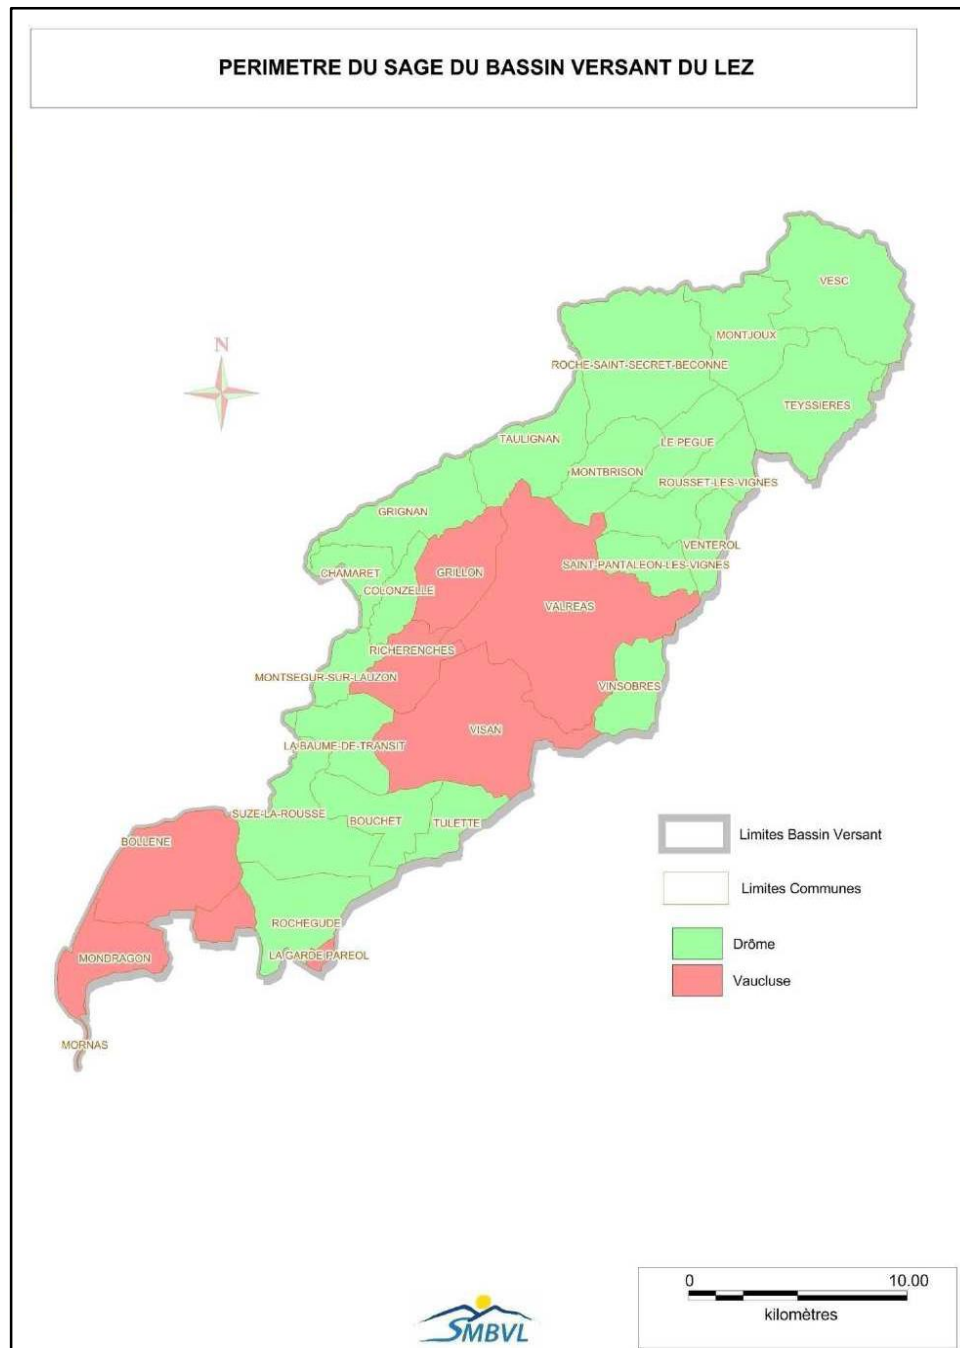 PERIMETRE DU SAGE DU BASSIN VERSANT DU LEZ
VESC
N
MONTJOUX
ROCHE-SAINT-SECRET-BECONNE
TEYSSIERES
TAULIGNAN
LE PEGUE
MONTBRISON
ROUSSET-LES-VIGNES
GRIGNAN
VENTEROL
SAINT-PANTALEON-LES-VIGNES
CHAMARET
GRILLON
COLONZELLE
VALREAS
RICHERENCHES
MONTSEGUR-SUR-LAUZON
VINSOBRES
VISAN
LA BAUME-DE-TRANSIT
SUZE-LA-ROUSSE
BOUCHET
TULETTE
BOLLENE
Limites Bassin Versant
Limites Communes
ROCHEGUDE
Drôme
LA GARDE PAREOL
MONDRAGON
Vaucluse
MORNAS
0 10.00
kilomètres
SMBVL